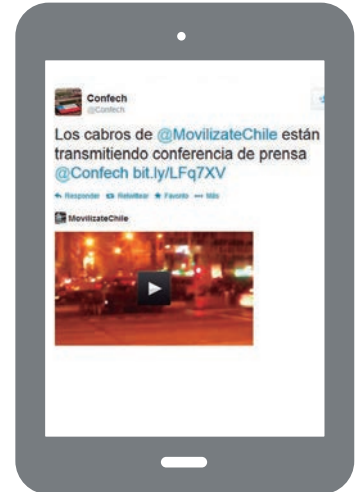 Confech
@Confech
Los cabros de @MovilizateChile están
transmitiendo conferencia de prensa
@Confech bit.ly/LFq7XV
Responder Retwittear Favorito Más
MovilizateChile